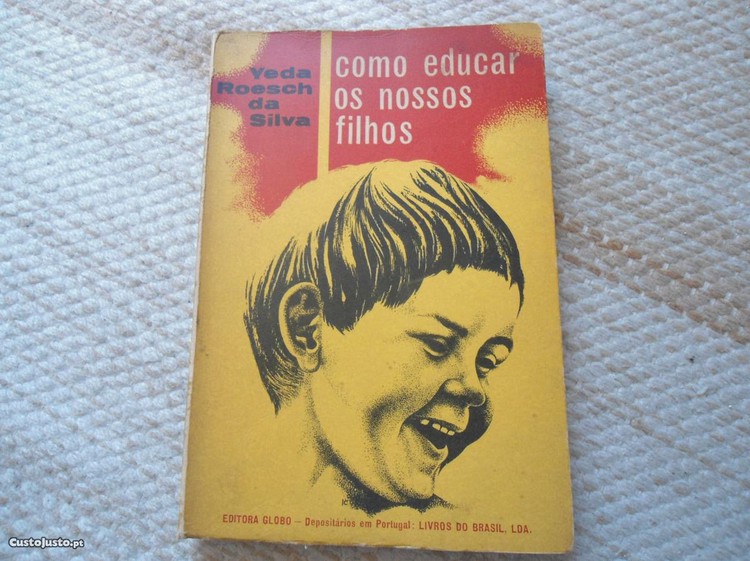 Yeda
Roesch
da
Silva
como educar
os nossos
filhos
EDITORA GLOBO — Depositários em Portugal: LIVROS DO BRASIL, LDA.
CustoJusto.pt